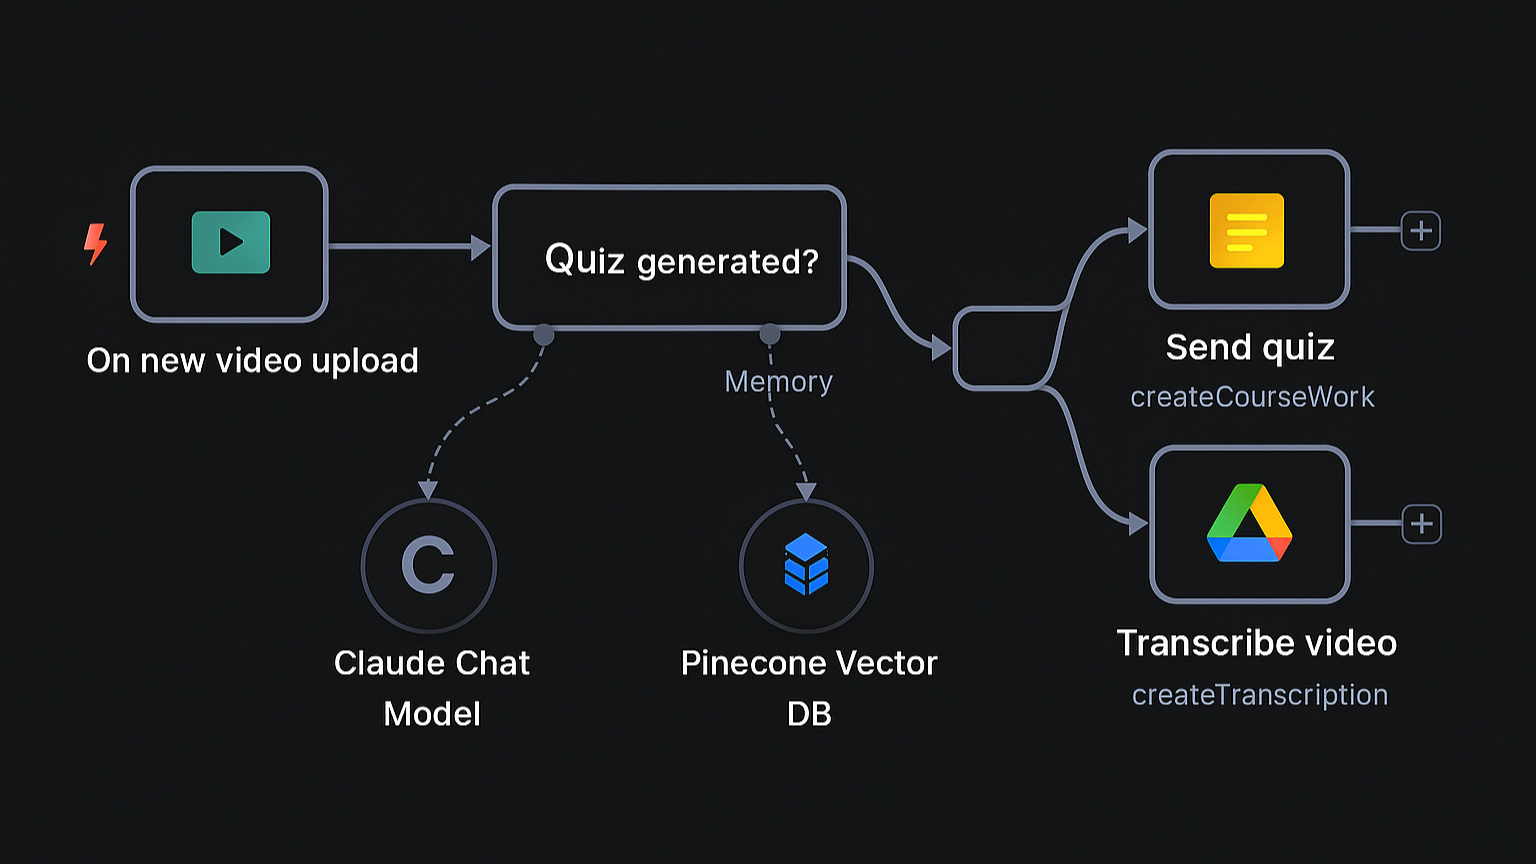 On new video upload
Quiz generated?
Memory
C
Claude Chat
Model
Pinecone Vector
DB
Send quiz
createCourseWork
Transcribe video
createTranscription